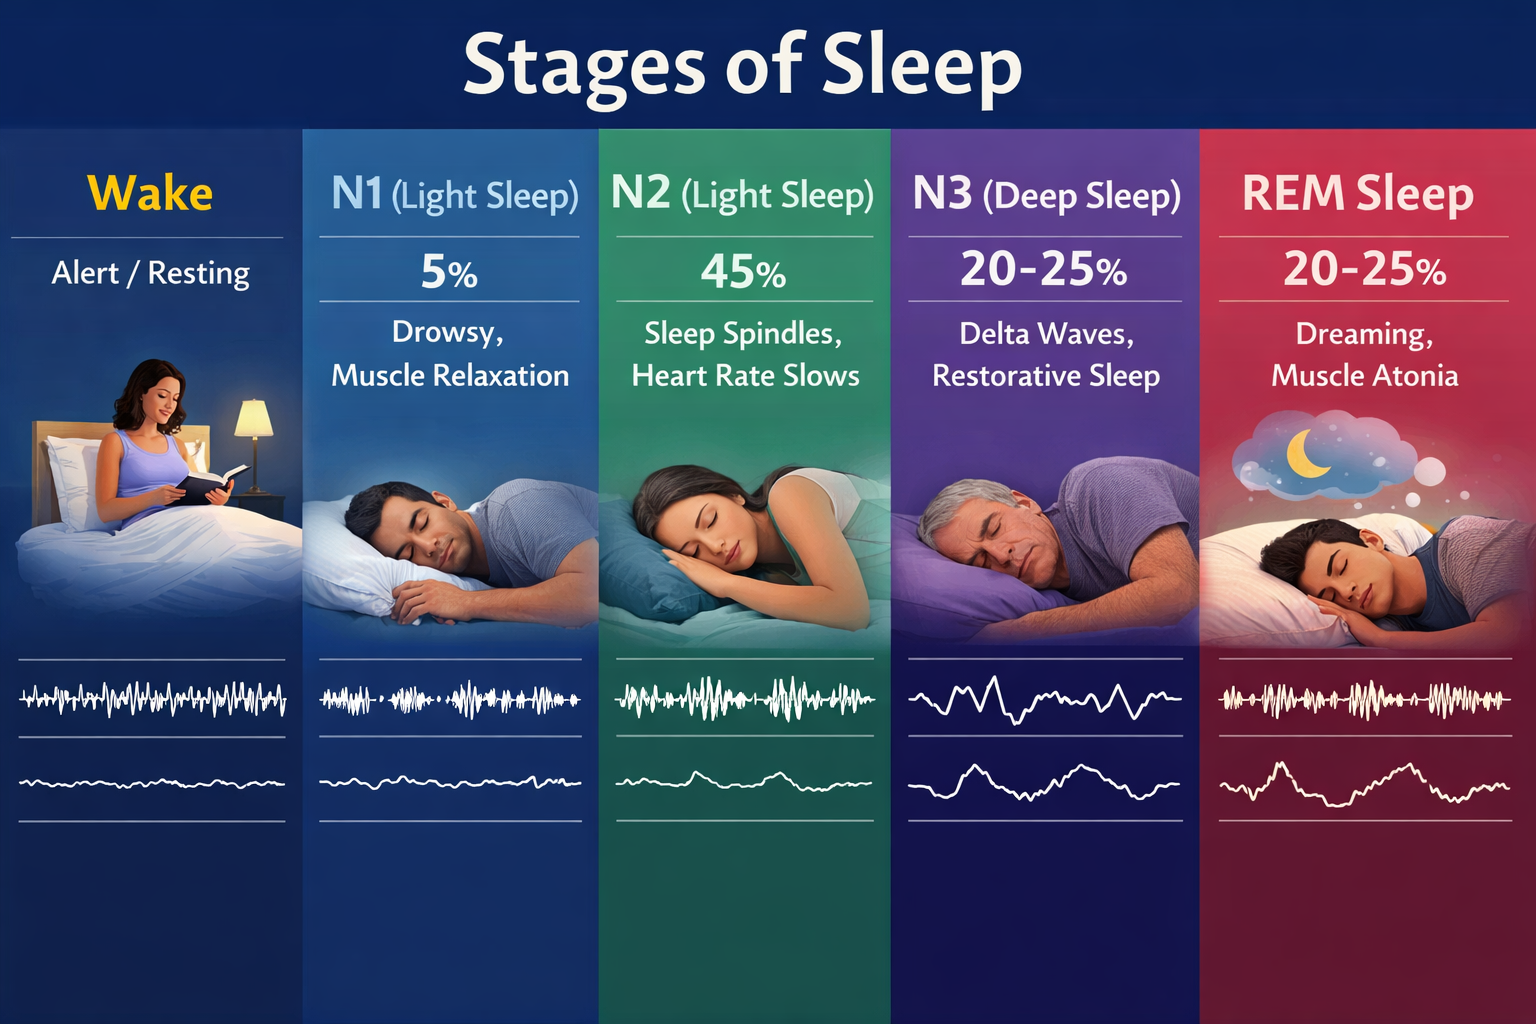 Stages of Sleep
Wake
Alert / Resting
N1 (Light Sleep)
5%
Drowsy,
Muscle Relaxation
N2 (Light Sleep)
45%
Sleep Spindles,
Heart Rate Slows
N3 (Deep Sleep)
20-25%
Delta Waves,
Restorative Sleep
REM Sleep
20-25%
Dreaming,
Muscle Atonia